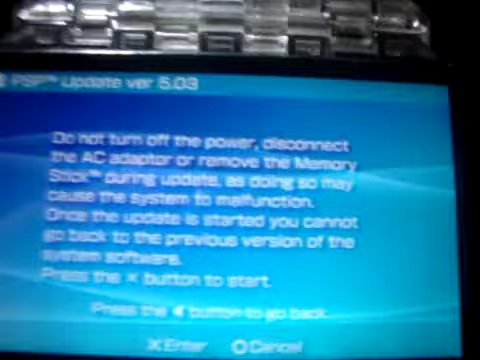 PSP™ Update ver 5.03
Do not turn off the power, disconnect
the AC adaptor or remove the Memory
Stick™ during update, as doing so may
cause the system to malfunction.
Once the update is started you cannot
go back to the previous version of the
system software.
Press the × button to start.
Press the ◄ button to go back.
×Enter ○Cancel